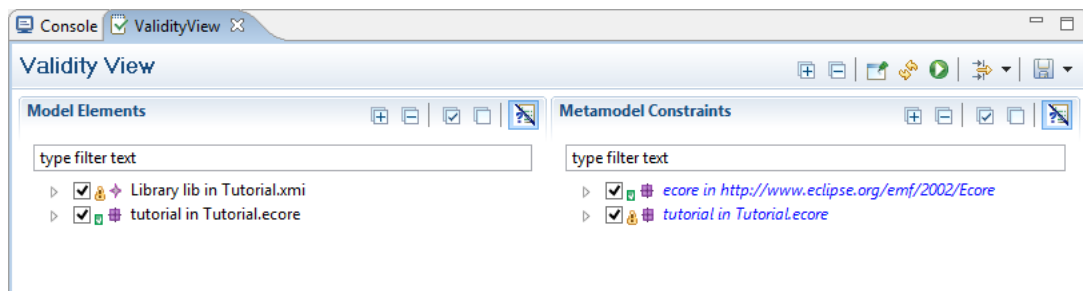 Console ValidityView
Validity View
Model Elements
type filter text
Library lib in Tutorial.xmi
tutorial in Tutorial.ecore
Metamodel Constraints
type filter text
ecore in http://www.eclipse.org/emf/2002/Ecore
tutorial in Tutorial.ecore